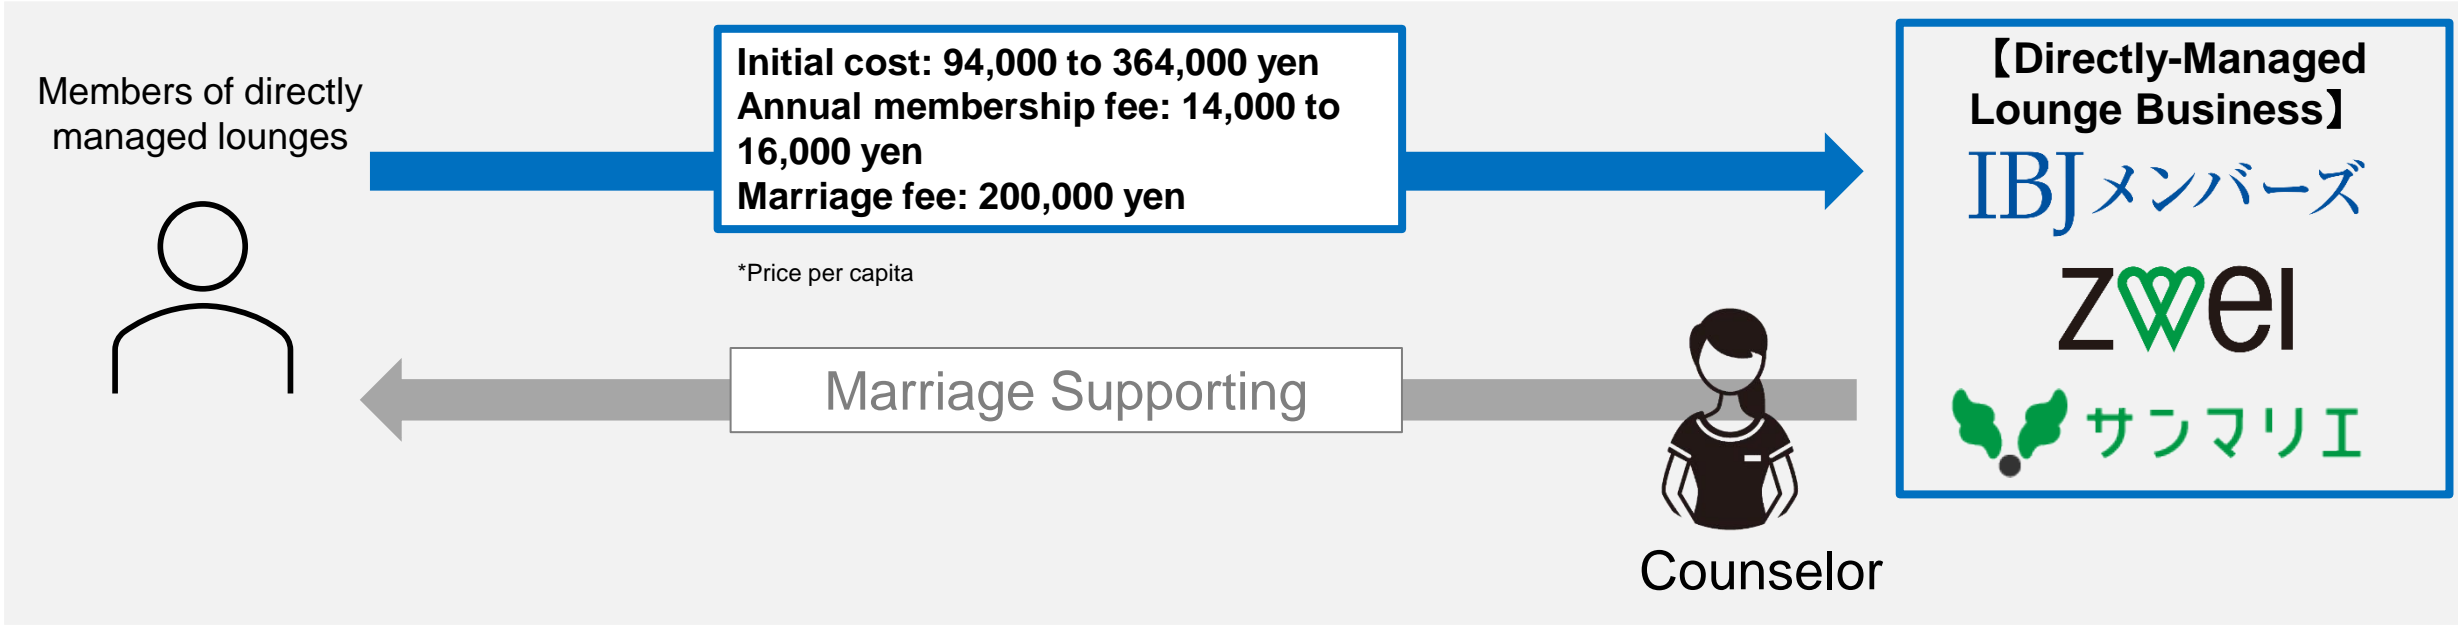 Members of directly
managed lounges
Initial cost: 94,000 to 364,000 yen
Annual membership fee: 14,000 to
16,000 yen
Marriage fee: 200,000 yen
*Price per capita
Marriage Supporting
Counselor
【Directly-Managed
Lounge Business】
IBJメンバーズ
zwei
サンマリエ